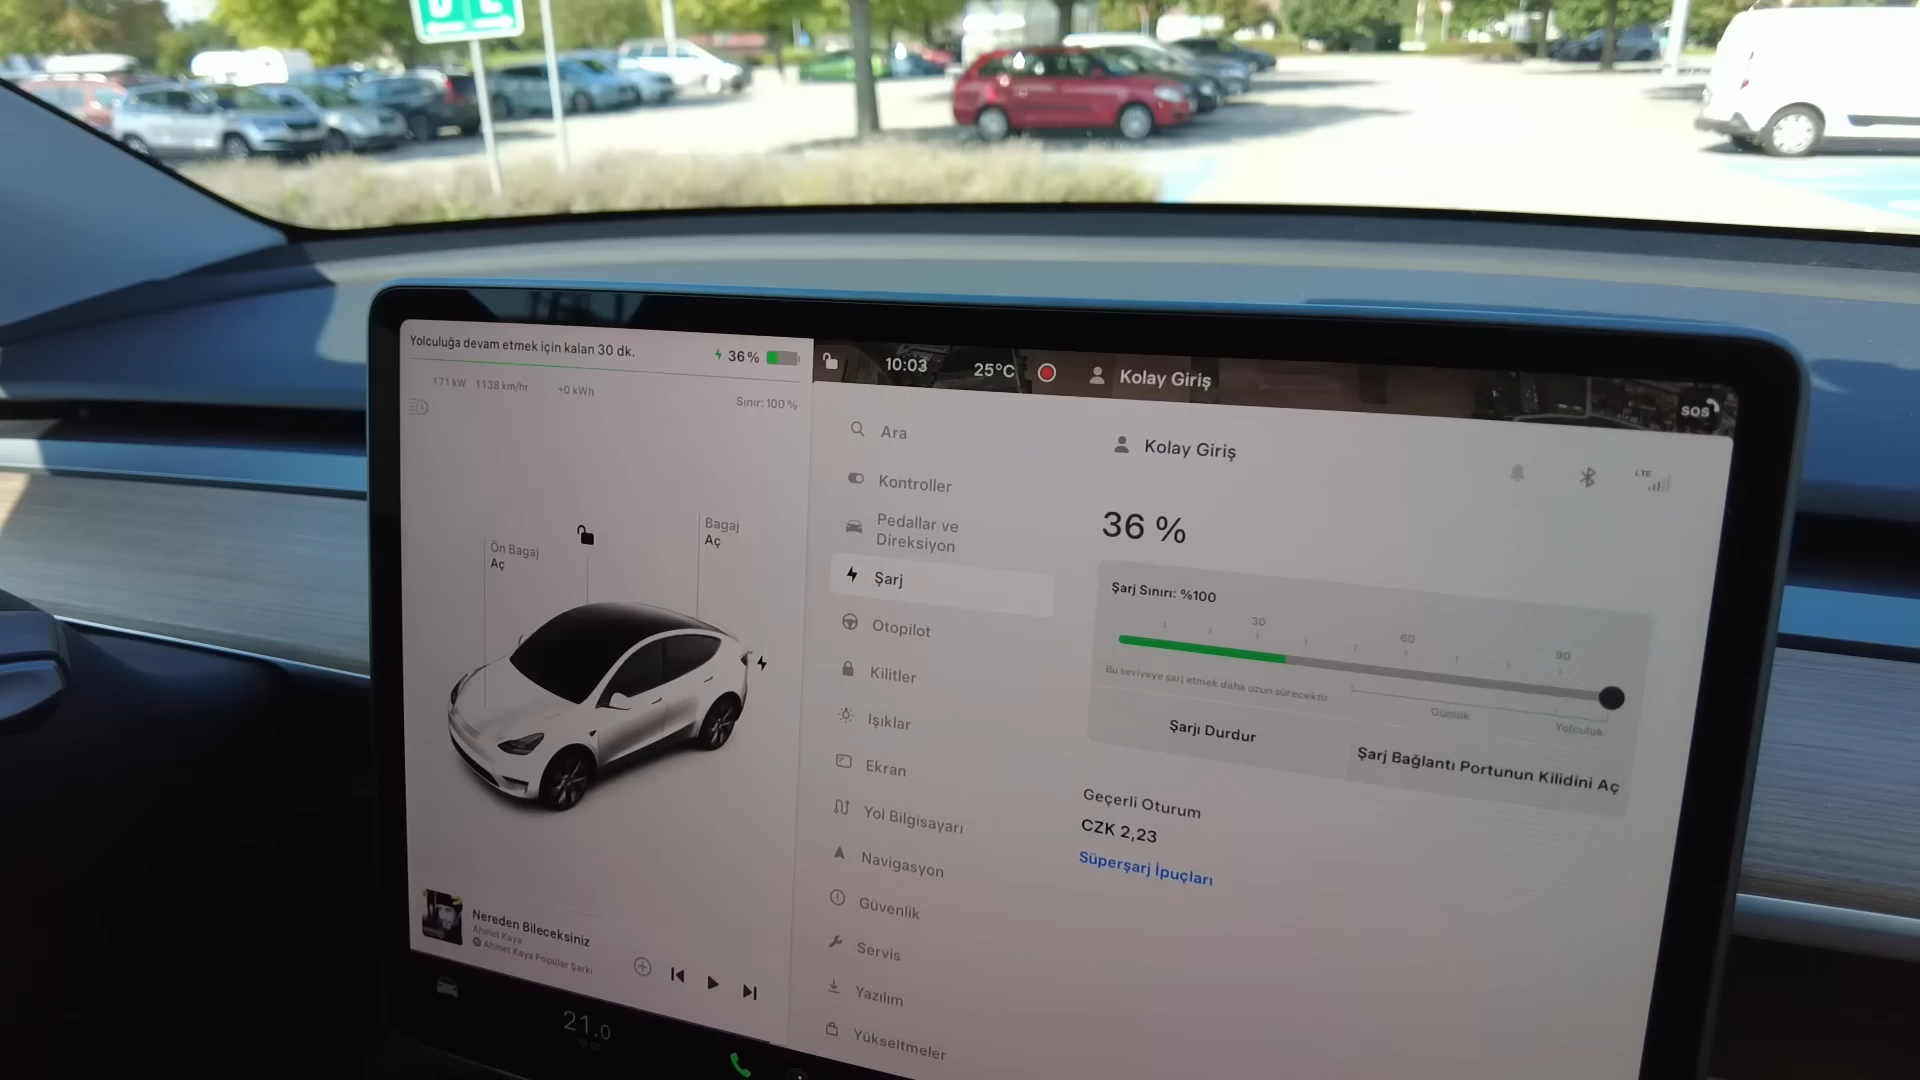 Yolculuğa devam etmek için kalan 30 dk.
36 %
171 kW 1138 km/hr +0 kWh
Sınır: 100 %
10:03 25°C Kolay Giriş
SOS
Ön Bagaj
Aç
Bagaj
Aç
Nereden Bileceksiniz
Ahmet Kaya
Ahmet Kaya Popüler Şarkı
21.0
Ara
Kontroller
Pedallar ve
Direksiyon
Şarj
Otopilot
Kilitler
Işıklar
Ekran
Yol Bilgisayarı
Navigasyon
Güvenlik
Servis
Yazılım
Yükseltmeler
Kolay Giriş
LTE
36 %
Şarj Sınırı: %100
30 60 90
Bu seviyeye şarj etmek daha uzun sürecektir
Günlük Yolculuk
Şarjı Durdur
Şarj Bağlantı Portunun Kilidini Aç
Geçerli Oturum
CZK 2,23
Süperşarj İpuçları